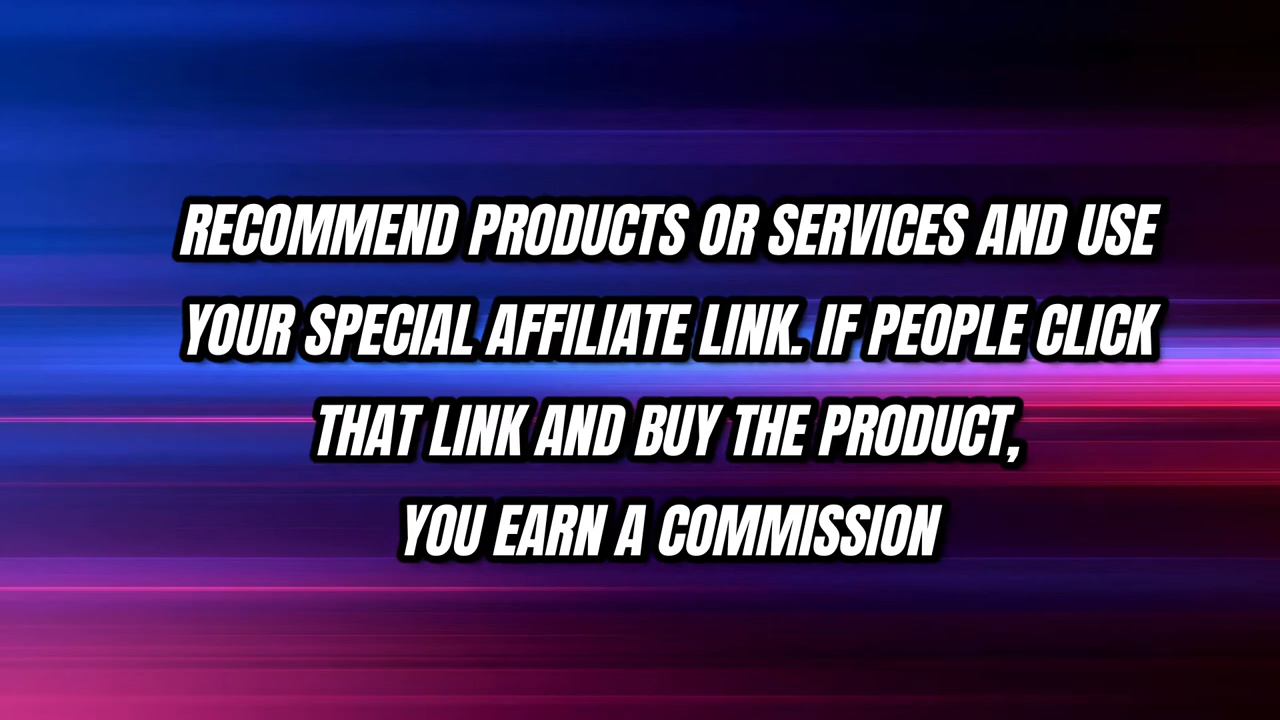 RECOMMEND PRODUCTS OR SERVICES AND USE
YOUR SPECIAL AFFILIATE LINK. IF PEOPLE CLICK
THAT LINK AND BUY THE PRODUCT,
YOU EARN A COMMISSION